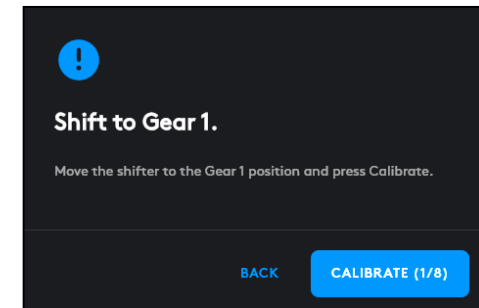 Shift to Gear 1.
Move the shifter to the Gear 1 position and press Calibrate.
BACK
CALIBRATE (1/8)